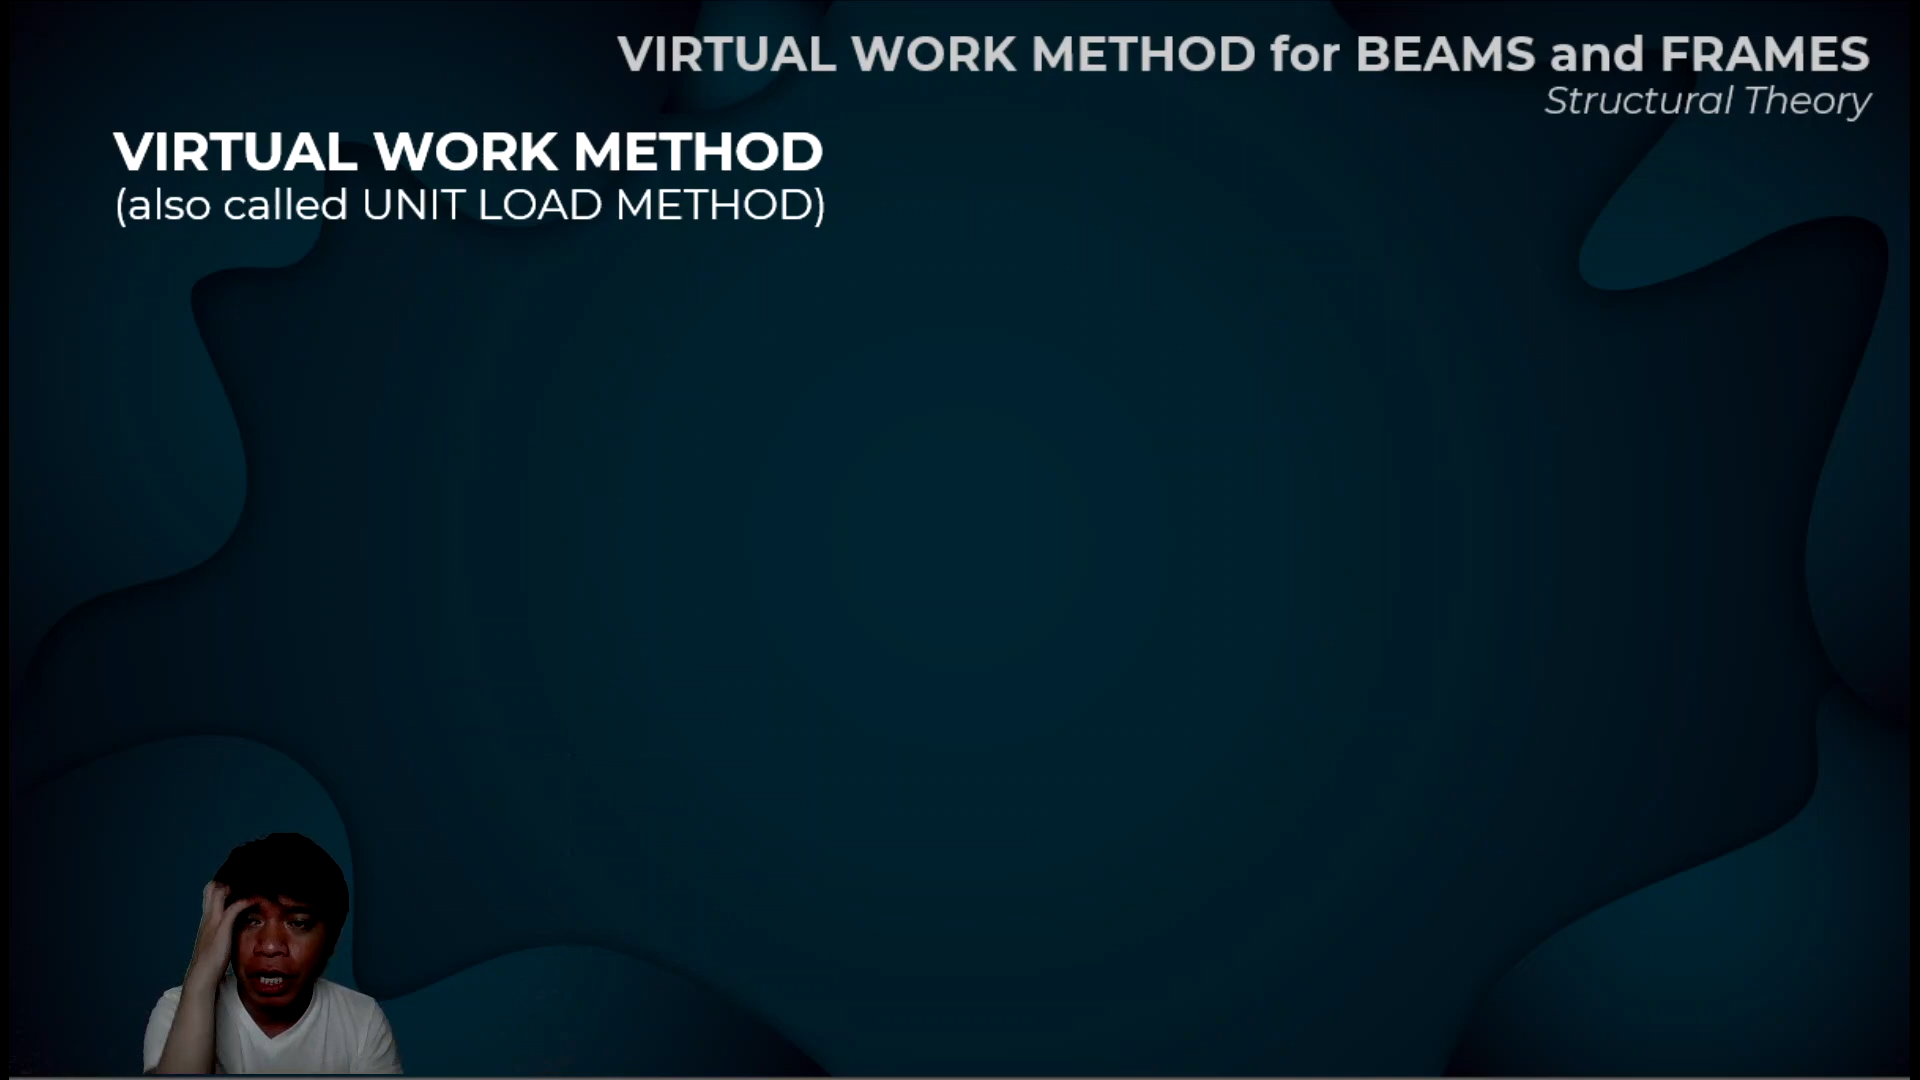 VIRTUAL WORK METHOD for BEAMS and FRAMES
Structural Theory
VIRTUAL WORK METHOD
(also called UNIT LOAD METHOD)